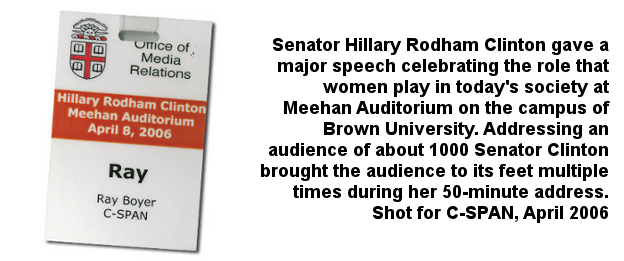 Office of
Media
Relations
Hillary Rodham Clinton
Meehan Auditorium
April 8, 2006
Ray
Ray Boyer
C-SPAN
Senator Hillary Rodham Clinton gave a
major speech celebrating the role that
women play in today's society at
Meehan Auditorium on the campus of
Brown University. Addressing an
audience of about 1000 Senator Clinton
brought the audience to its feet multiple
times during her 50-minute address.
Shot for C-SPAN, April 2006